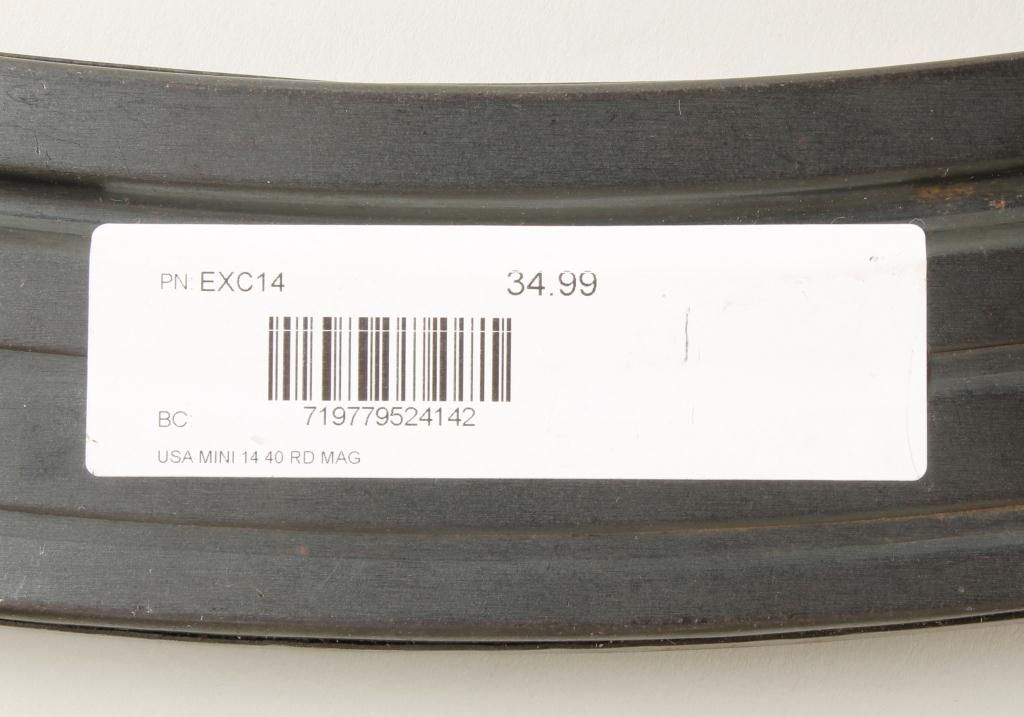 PN: EXC14 34.99
BC: 719779524142
USA MINI 14 40 RD MAG